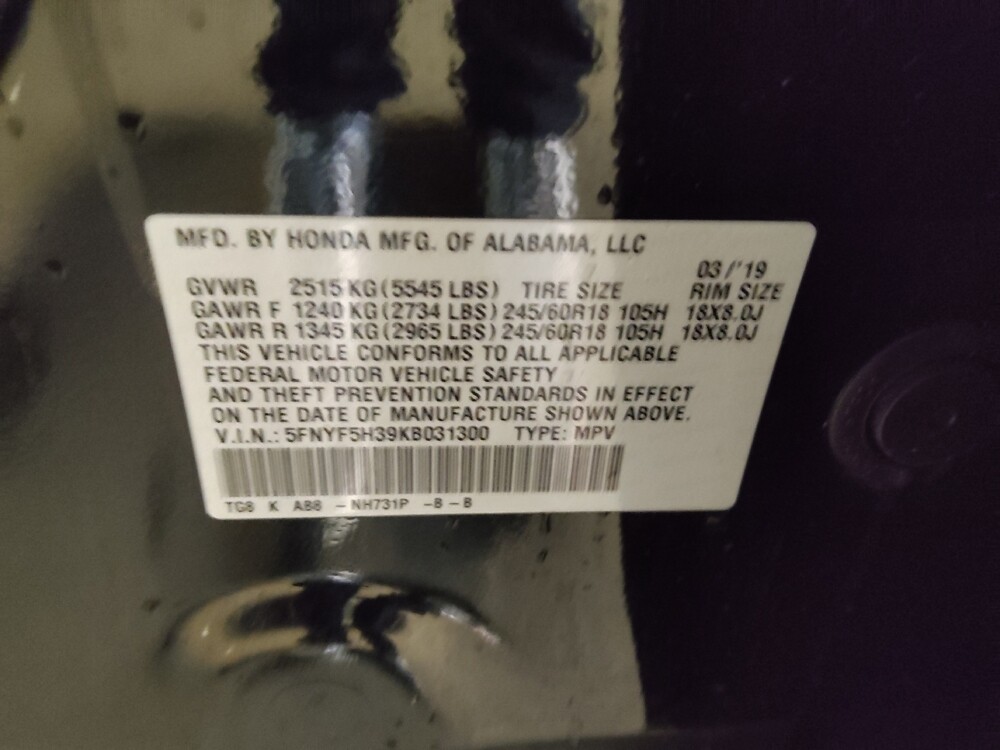 MFD. BY HONDA MFG. OF ALABAMA, LLC
03/'19
GVWR 2515 KG (5545 LBS) TIRE SIZE RIM SIZE
GAWR F 1240 KG (2734 LBS) 245/60R18 105H 18X8.0J
GAWR R 1345 KG (2965 LBS) 245/60R18 105H 18X8.0J
THIS VEHICLE CONFORMS TO ALL APPLICABLE
FEDERAL MOTOR VEHICLE SAFETY
AND THEFT PREVENTION STANDARDS IN EFFECT
ON THE DATE OF MANUFACTURE SHOWN ABOVE.
V.I.N.: 5FNYF5H39KB031300 TYPE: MPV
TG8 K AB8 -NH731P -B-B